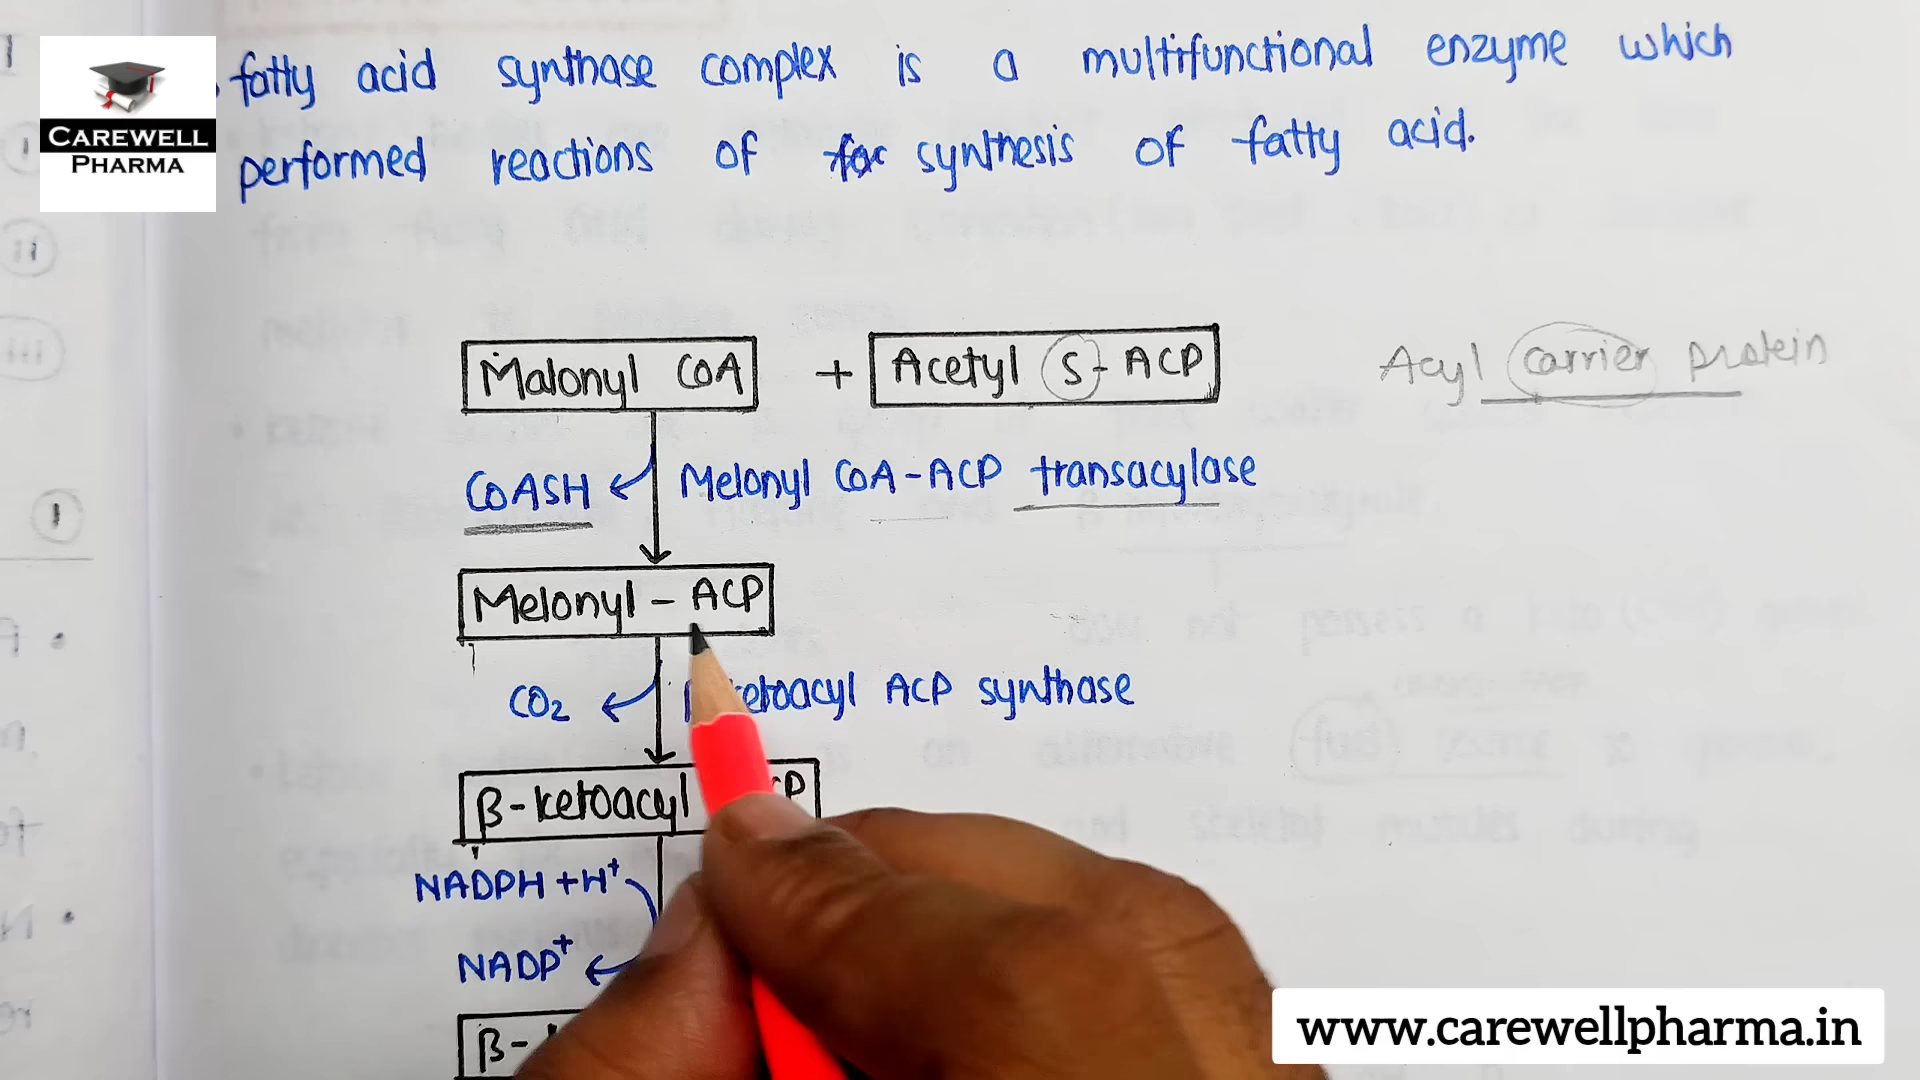 CAREWELL
PHARMA
fatty acid synthase complex is a multifunctional enzyme which
performed reactions of synthesis of fatty acid.
Malonyl COA + Acetyl S- ACP
Acyl carrier protein
COASH Melonyl COA-ACP transacylase
Melonyl - ACP
CO2 ketoacyl ACP synthase
β-ketoacyl
NADPH + H+
NADP+
β-
www.carewellpharma.in